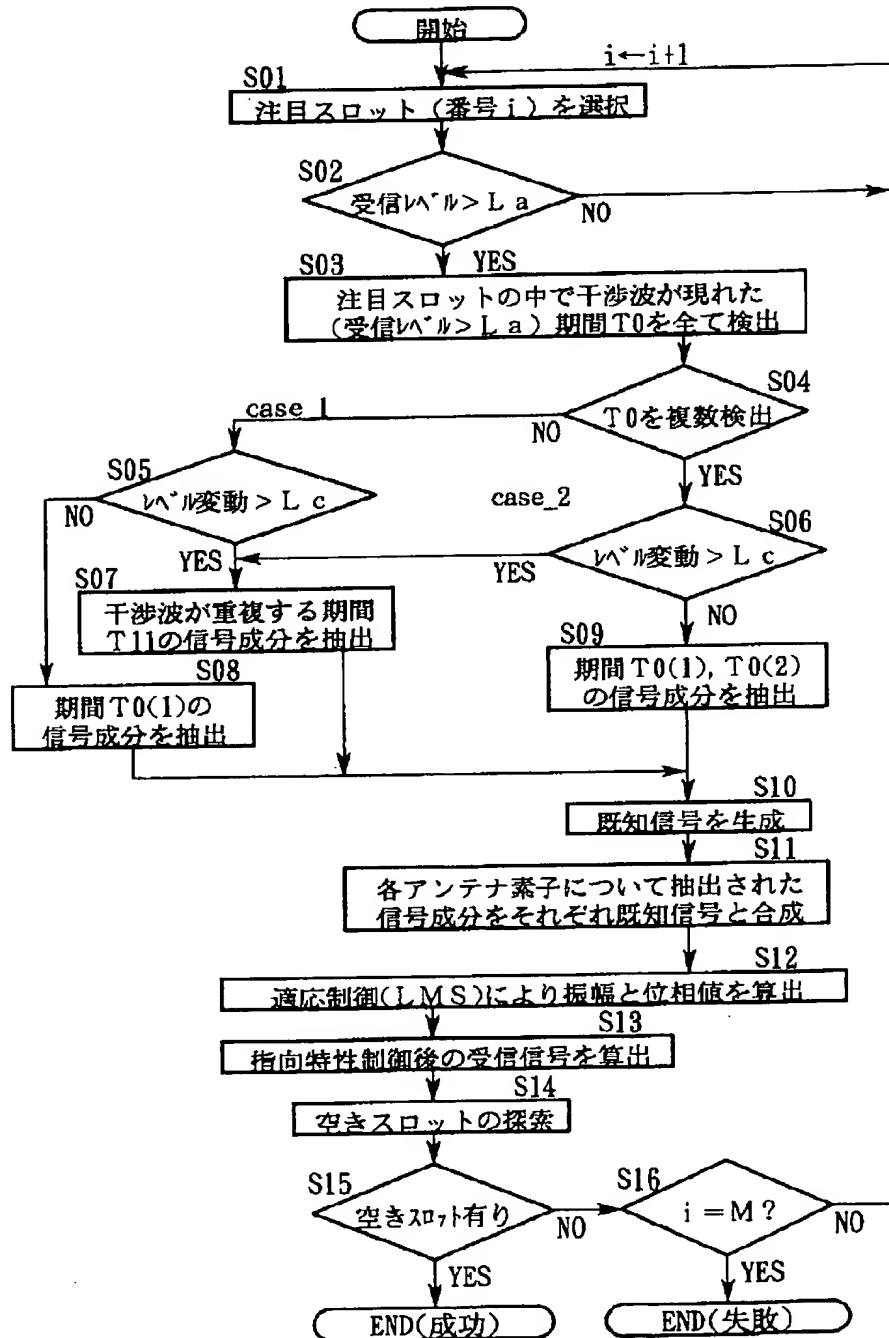 開始
i←i+1
S01
注目スロット(番号i)を選択
S02
受信レベル>La
NO
YES
S03
注目スロットの中で干渉波が現れた
(受信レベル>La)期間T0を全て検出
S04
T0を複数検出
case_1
NO
YES
S05
レベル変動>Lc
NO
YES
case_2
S06
レベル変動>Lc
YES
NO
S07
干渉波が重複する期間
T11の信号成分を抽出
S08
期間T0(1)の
信号成分を抽出
S09
期間T0(1), T0(2)
の信号成分を抽出
S10
既知信号を生成
S11
各アンテナ素子について抽出された
信号成分をそれぞれ既知信号と合成
S12
適応制御(LMS)により振幅と位相値を算出
S13
指向特性制御後の受信信号を算出
S14
空きスロットの探索
S15
空きスロット有り
NO
YES
S16
i=M?
NO
YES
END(成功)
END(失敗)